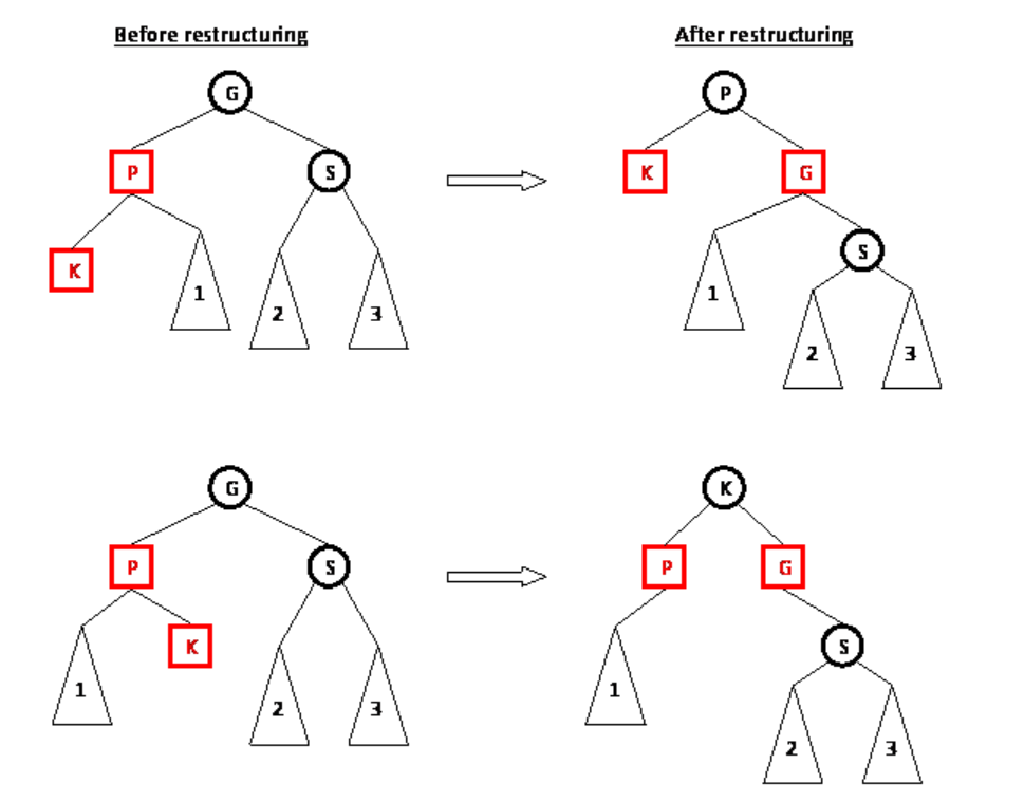 Before restructuring After restructuring
G P
P S K G
K 1 2 3 S
1 2 3
G K
P S P G
K S
1 2 3 1 2 3